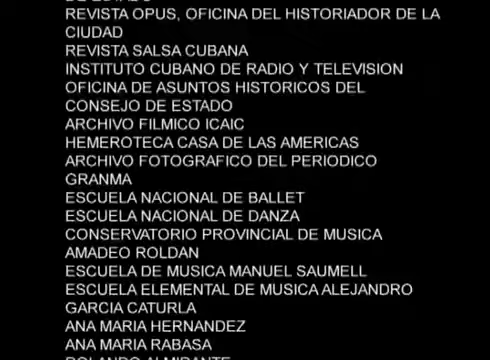 REVISTA OPUS, OFICINA DEL HISTORIADOR DE LA
CIUDAD
REVISTA SALSA CUBANA
INSTITUTO CUBANO DE RADIO Y TELEVISION
OFICINA DE ASUNTOS HISTORICOS DEL
CONSEJO DE ESTADO
ARCHIVO FILMICO ICAIC
HEMEROTECA CASA DE LAS AMERICAS
ARCHIVO FOTOGRAFICO DEL PERIODICO
GRANMA
ESCUELA NACIONAL DE BALLET
ESCUELA NACIONAL DE DANZA
CONSERVATORIO PROVINCIAL DE MUSICA
AMADEO ROLDAN
ESCUELA DE MUSICA MANUEL SAUMELL
ESCUELA ELEMENTAL DE MUSICA ALEJANDRO
GARCIA CATURLA
ANA MARIA HERNANDEZ
ANA MARIA RABASA
ROLANDO ALMIRANTE